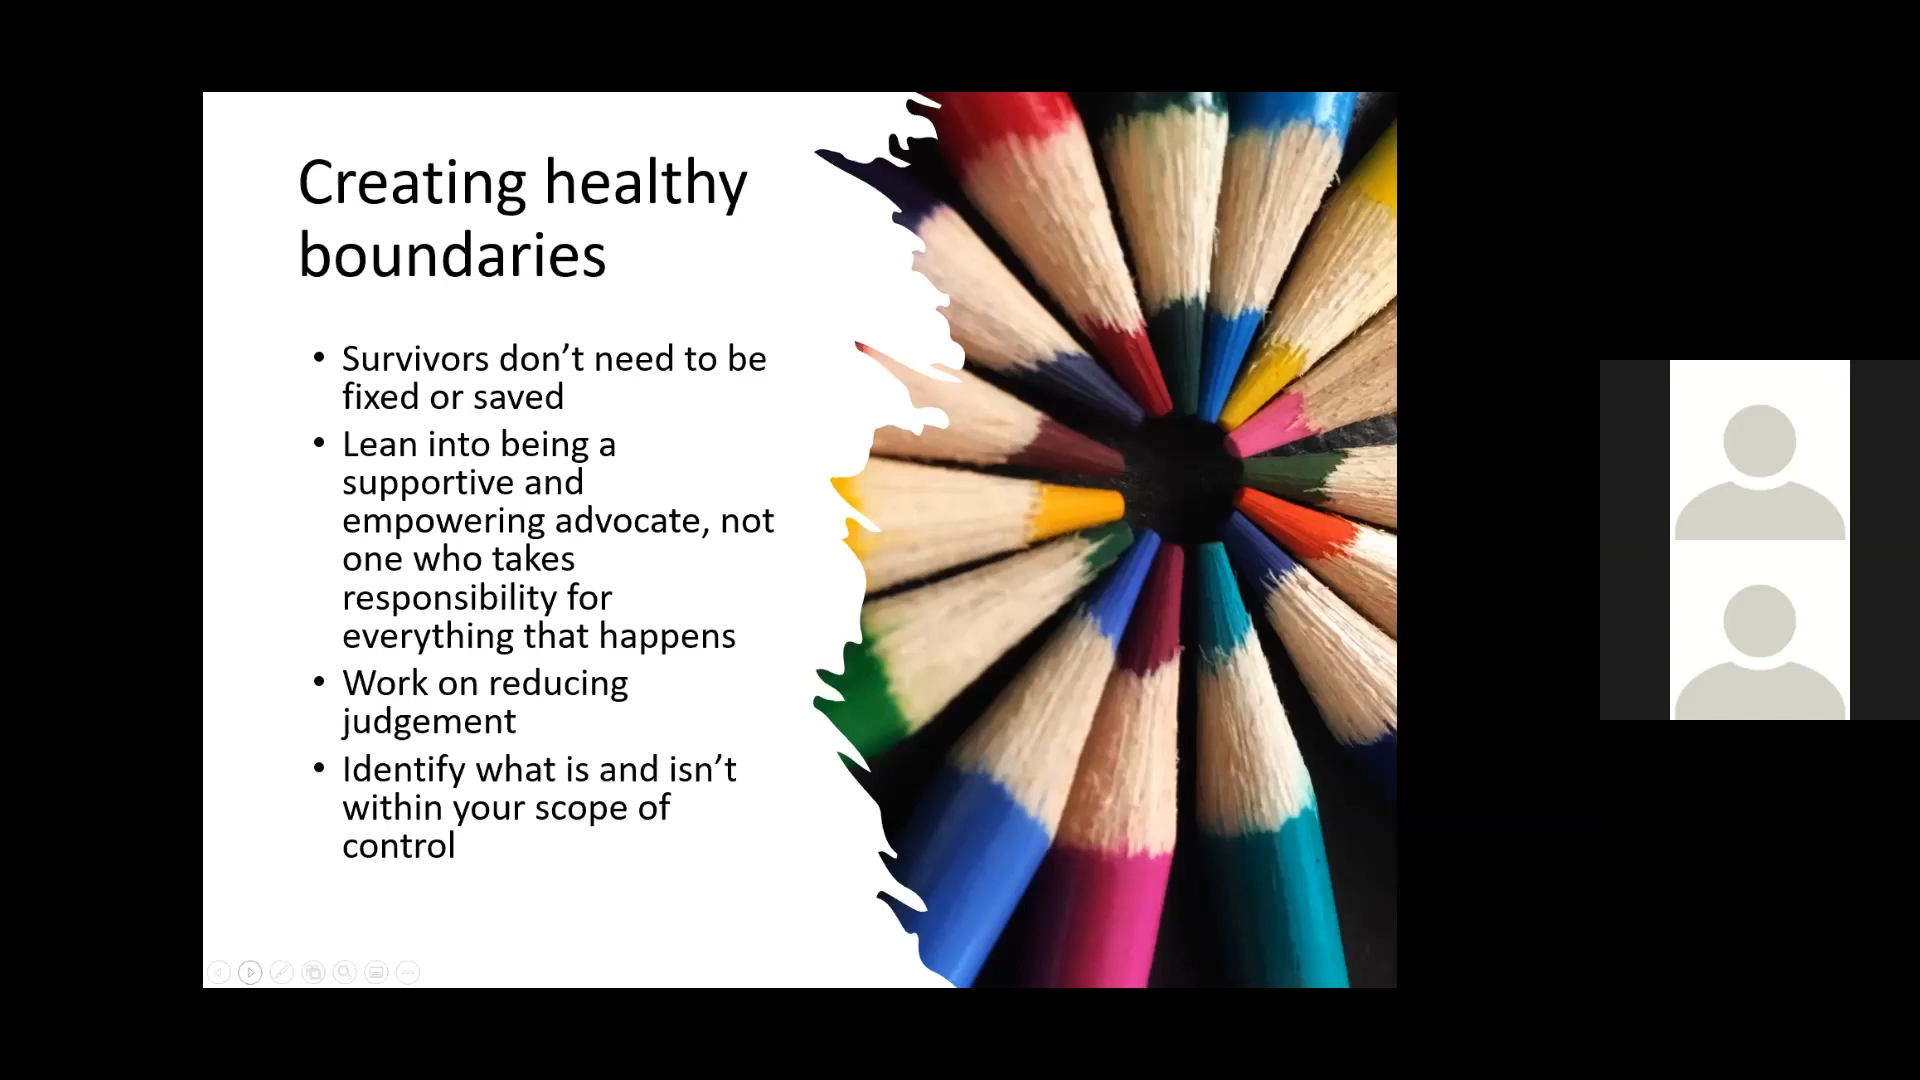 Creating healthy
boundaries
• Survivors don’t need to be
fixed or saved
• Lean into being a
supportive and
empowering advocate, not
one who takes
responsibility for
everything that happens
• Work on reducing
judgement
• Identify what is and isn’t
within your scope of
control